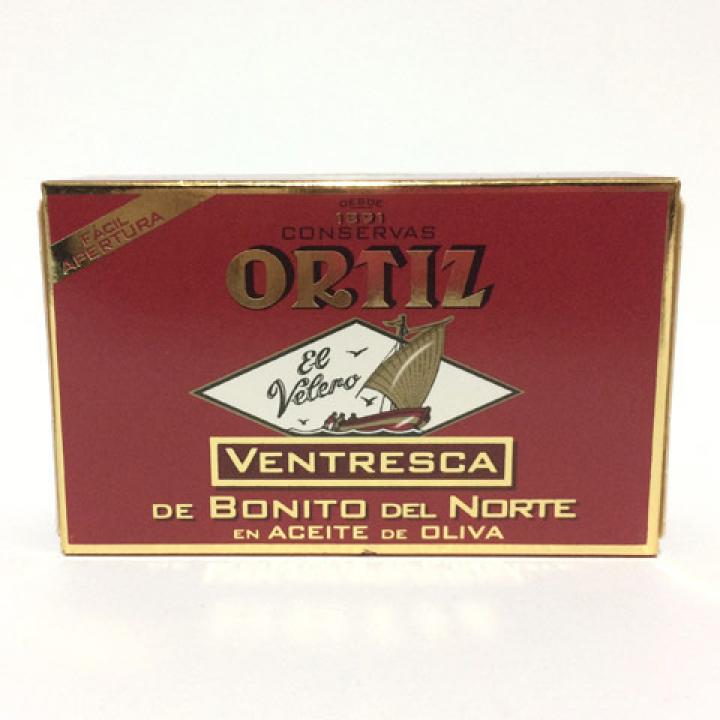 FÁCIL
APERTURA
DESDE
1891
CONSERVAS
ORTIZ
El
Velero
VENTRESCA
DE BONITO DEL NORTE
EN ACEITE DE OLIVA